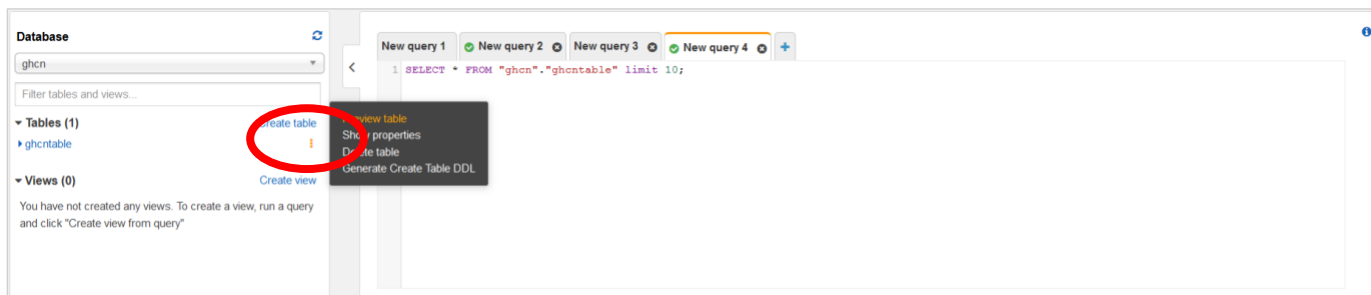 Database
ghcn
Filter tables and views...
Tables (1)
Create table
ghcntable
Views (0)
Create view
You have not created any views. To create a view, run a query
and click "Create view from query"
New query 1
New query 2
New query 3
New query 4
1 SELECT * FROM "ghcn"."ghcntable" limit 10;
Preview table
Show properties
Delete table
Generate Create Table DDL